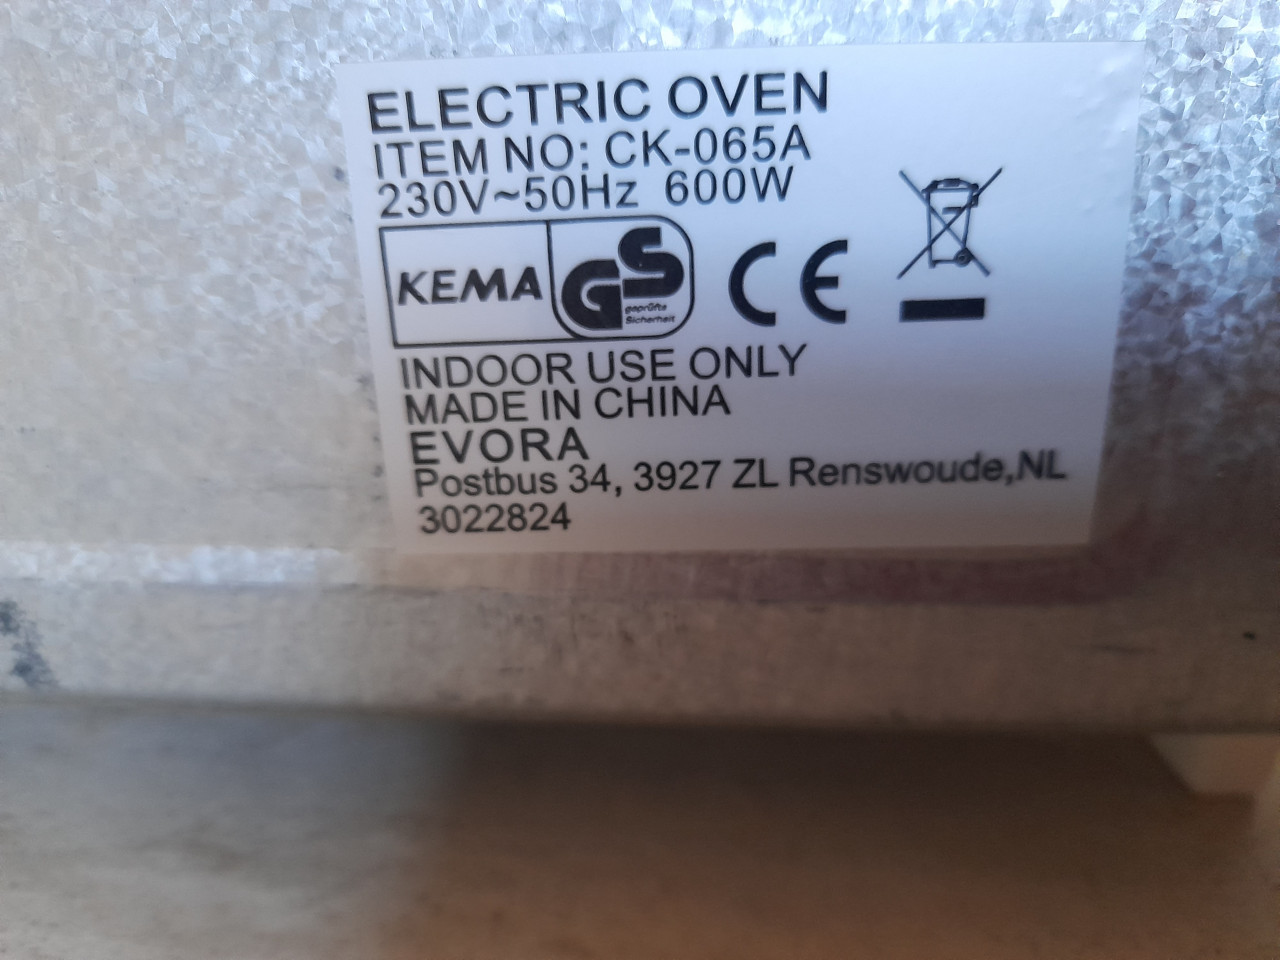 ELECTRIC OVEN
ITEM NO: CK-065A
230V~50Hz 600W
KEMA GS
geprüfte
Sicherheit
CE
INDOOR USE ONLY
MADE IN CHINA
EVORA
Postbus 34, 3927 ZL Renswoude,NL
3022824